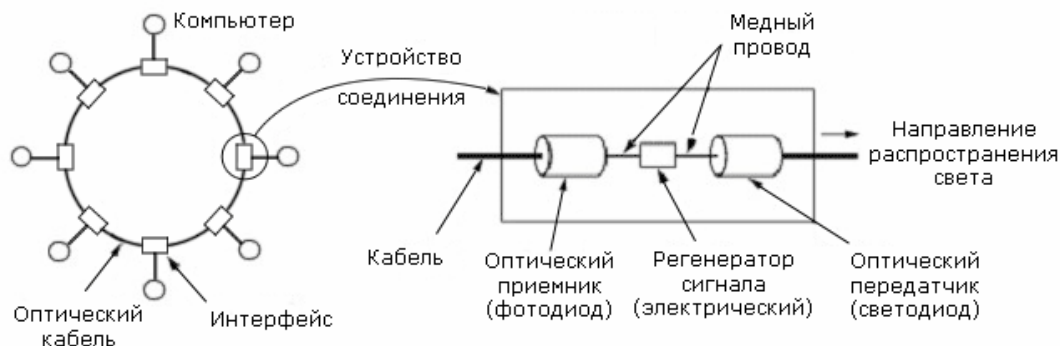 Компьютер
Устройство
соединения
Медный
провод
Направление
распространения
света
Кабель
Оптический
приемник
(фотодиод)
Регенератор
сигнала
(электрический)
Оптический
передатчик
(светодиод)
Оптический
кабель
Интерфейс